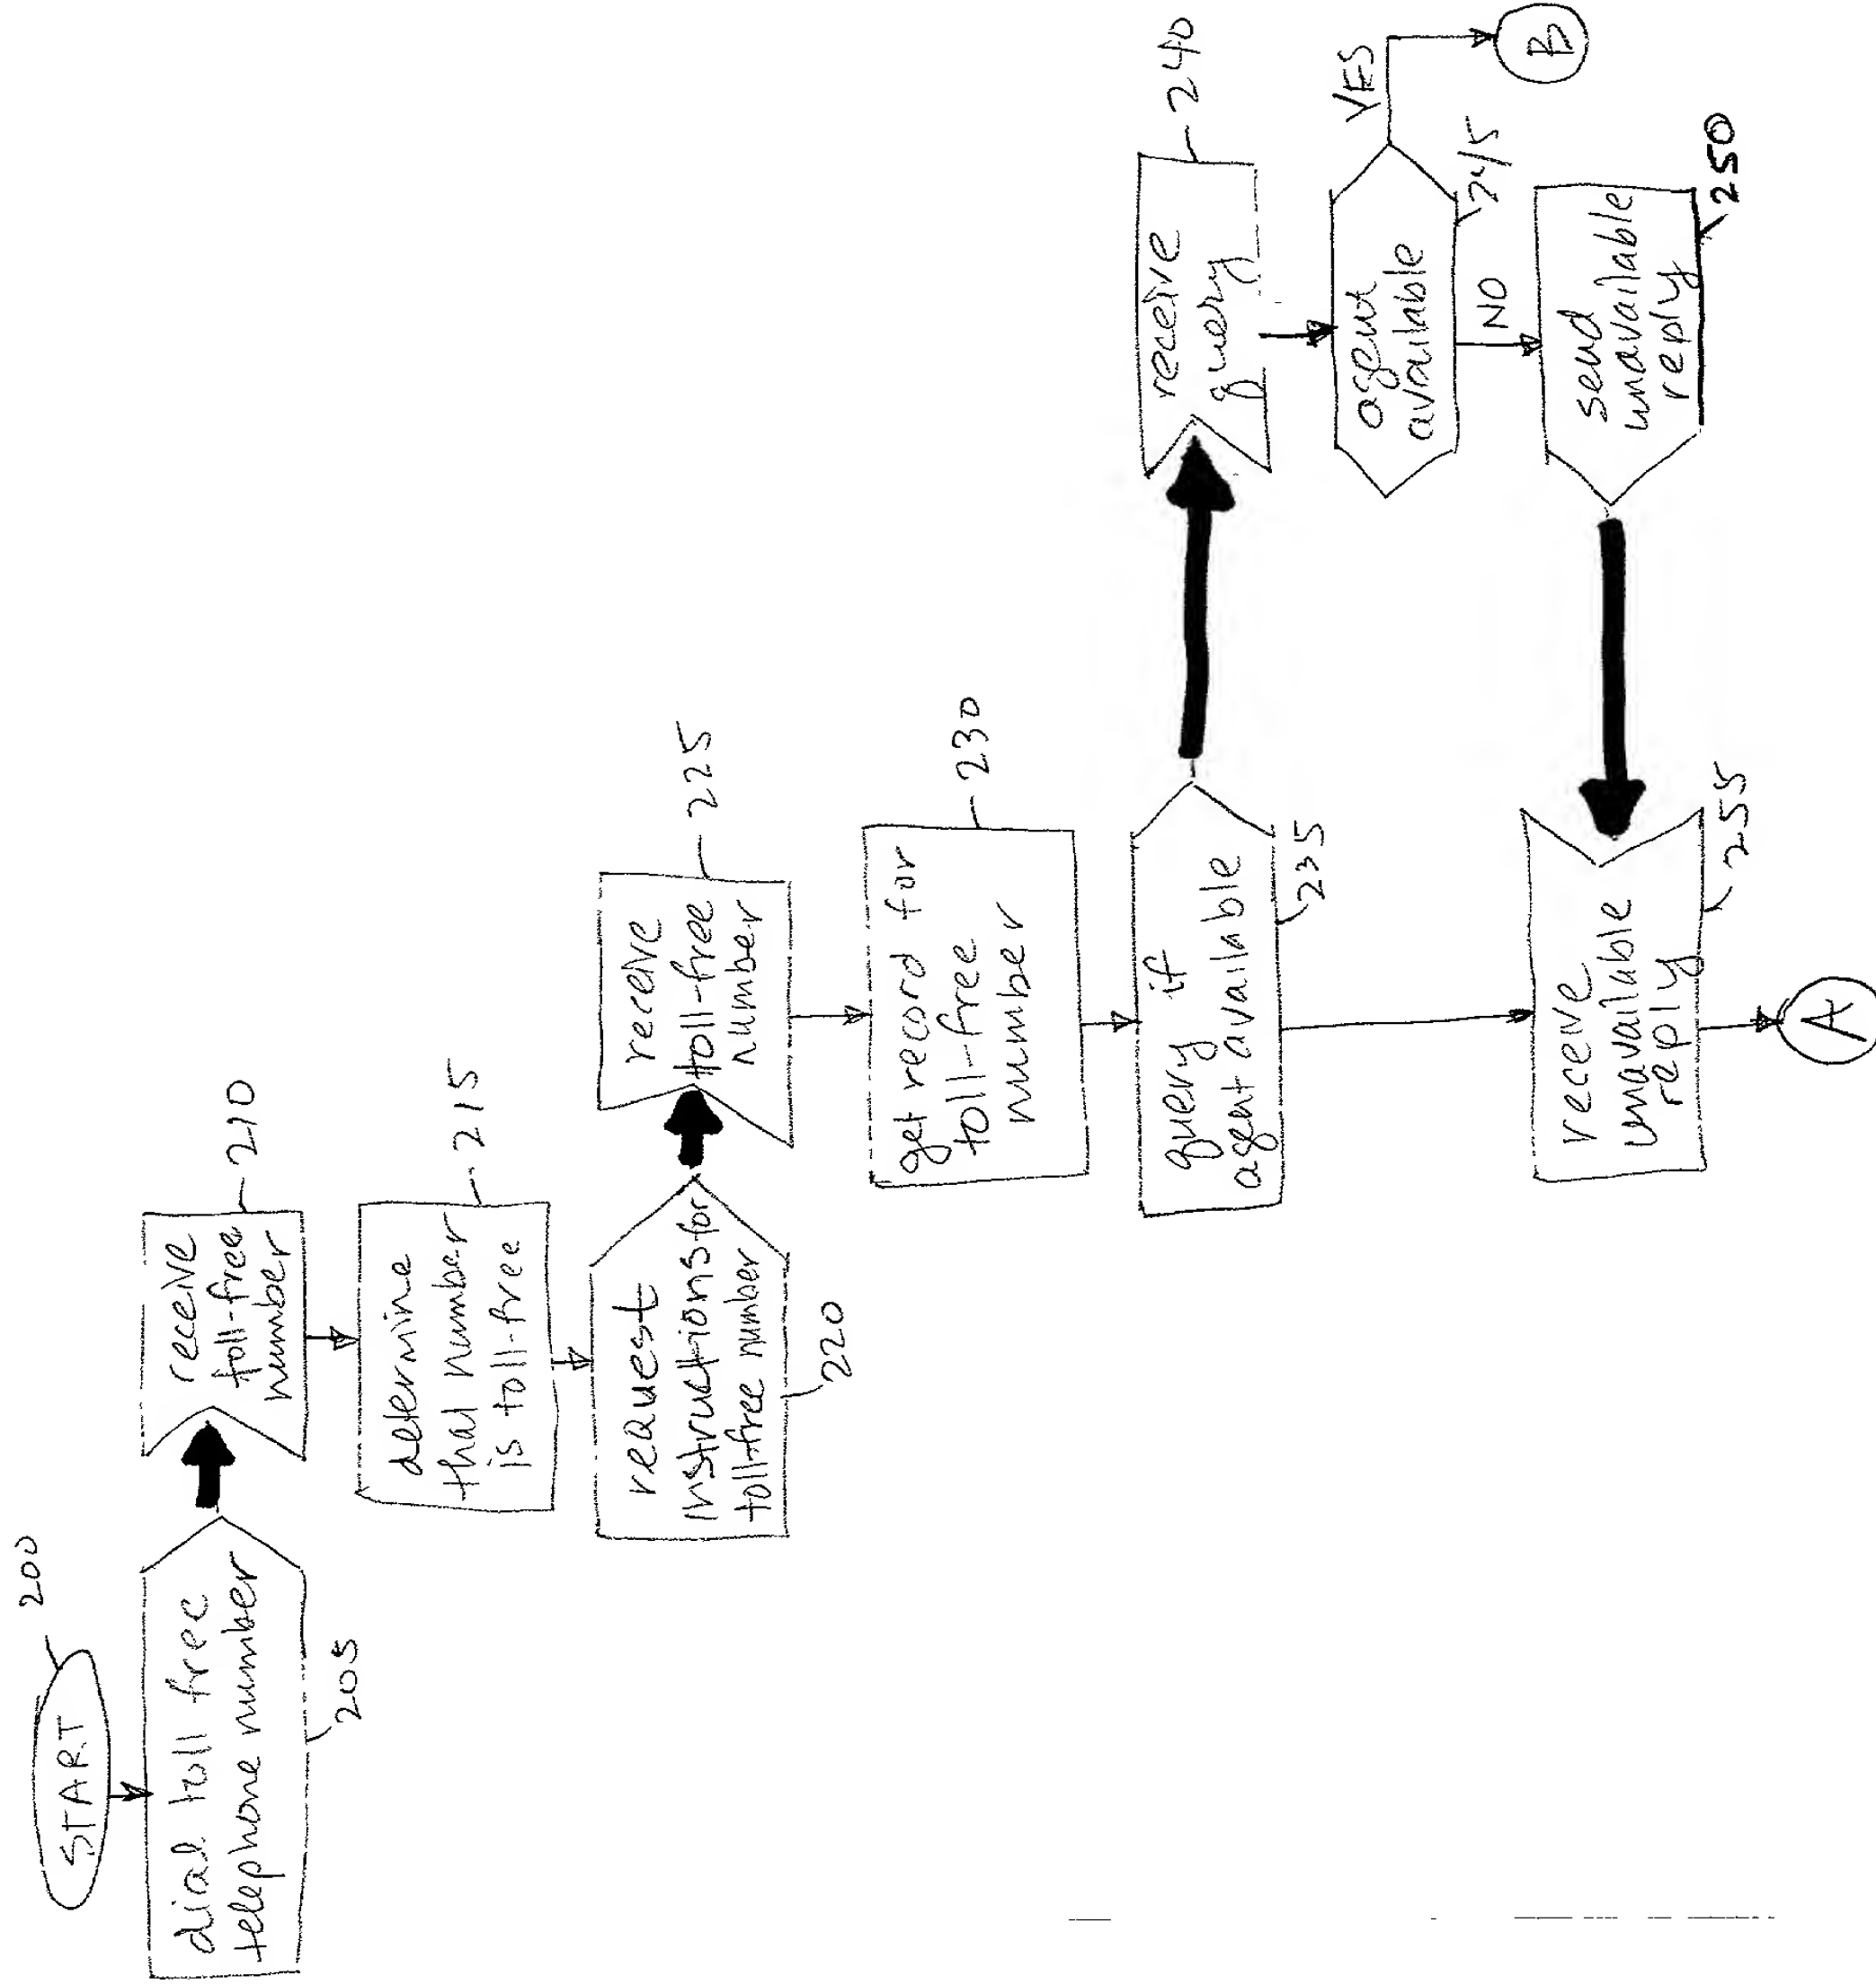 START
200
dial toll free
telephone number
205
receive
toll-free
number
210
determine
that number
is toll-free
215
request
instructions for
toll-free number
220
receive
toll-free
number
225
get record for
toll-free
number
230
query if
agent available
235
receive
query
240
agent
available
245
YES
B
NO
send
unavailable
reply
250
receive
unavailable
reply
255
A